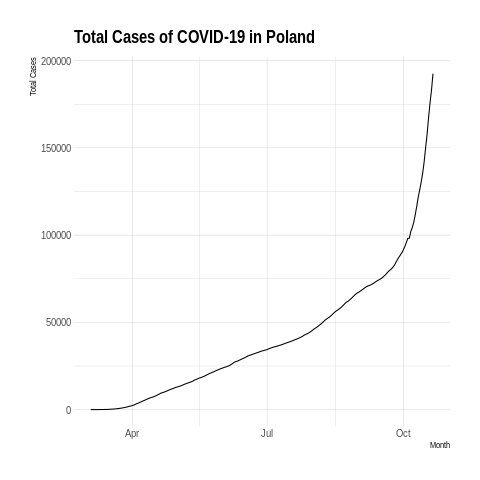 Total Cases of COVID-19 in Poland
Total Cases
200000
150000
100000
50000
0
Apr Jul Oct
Month